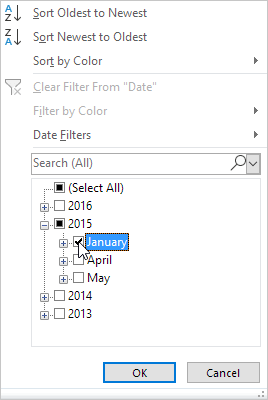 Sort Oldest to Newest
Sort Newest to Oldest
Sort by Color
Clear Filter From "Date"
Filter by Color
Date Filters
Search (All)
(Select All)
2016
2015
January
April
May
2014
2013
OK Cancel